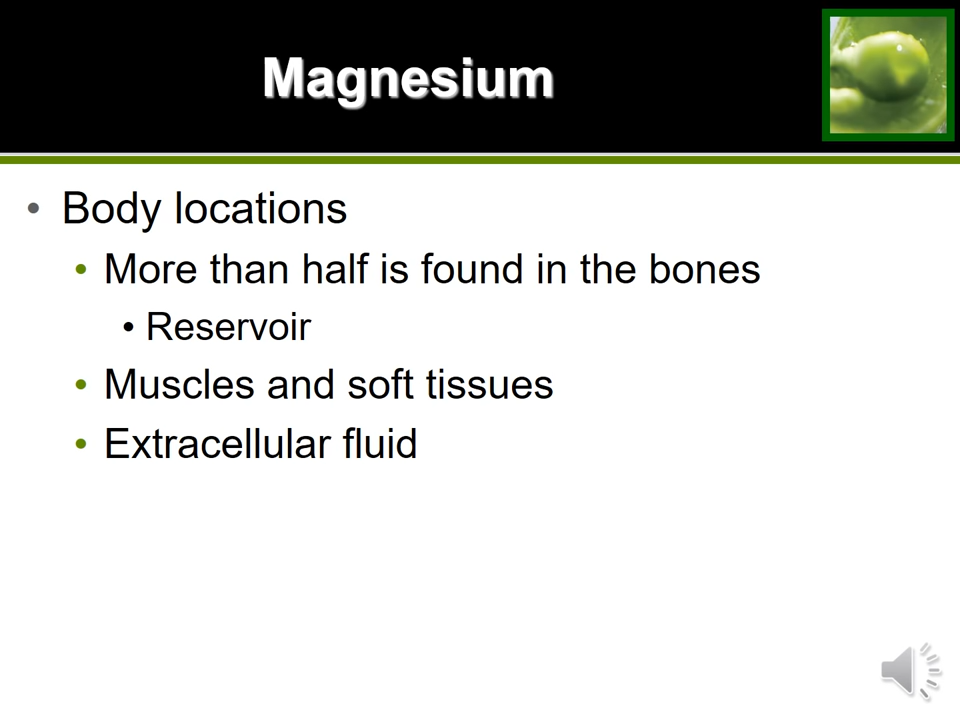 Magnesium
• Body locations
• More than half is found in the bones
• Reservoir
• Muscles and soft tissues
• Extracellular fluid